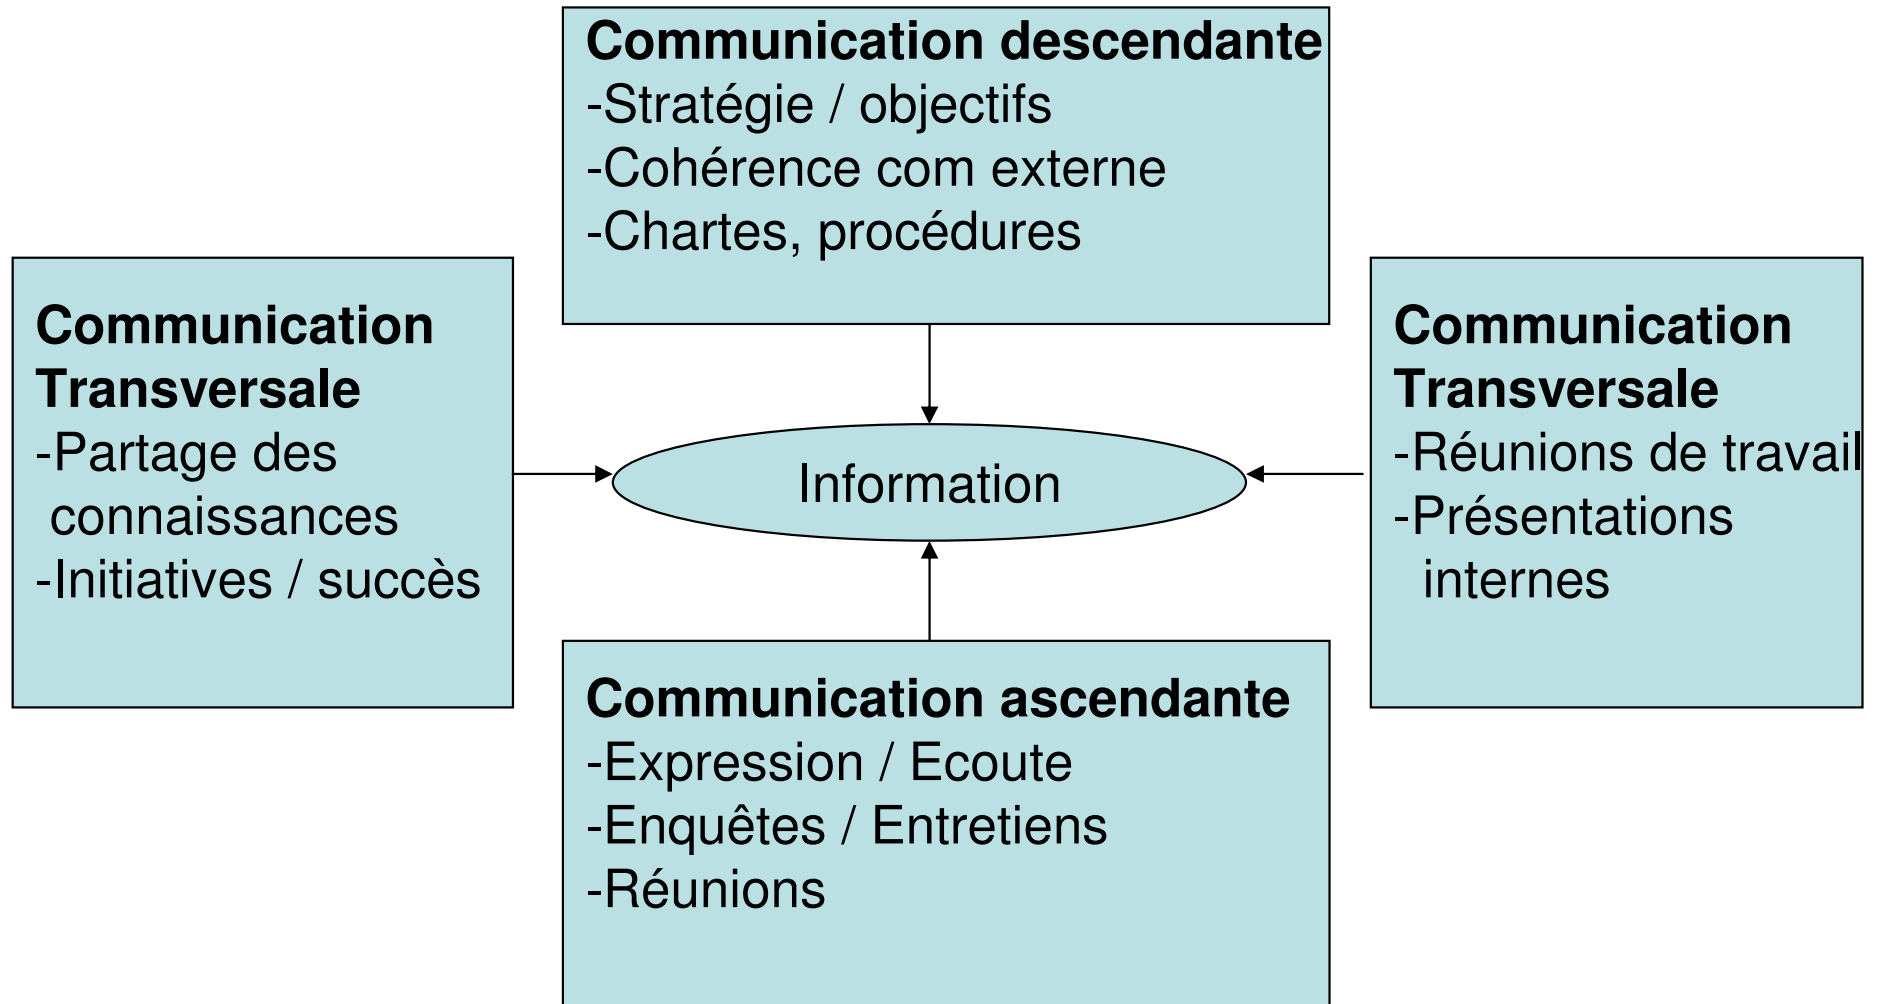 Communication descendante
-Stratégie / objectifs
-Cohérence com externe
-Chartes, procédures
Communication
Transversale
-Partage des
connaissances
-Initiatives / succès
Information
Communication
Transversale
-Réunions de travail
-Présentations
internes
Communication ascendante
-Expression / Ecoute
-Enquêtes / Entretiens
-Réunions